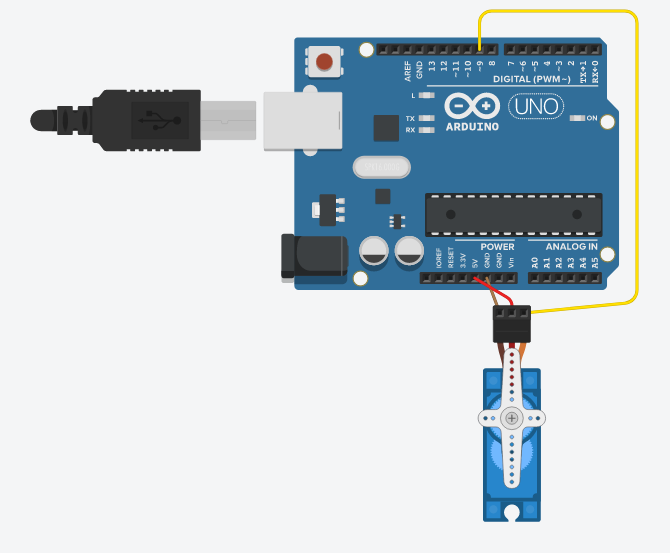 AREF
GND
13
12
~11
~10
~9
8
7
~6
~5
4
~3
2
TX→1
RX←0
DIGITAL (PWM~)
L
TX
RX
ARDUINO
UNO
ON
POWER
ANALOG IN
IOREF
RESET
3.3V
5V
GND
GND
Vin
A0
A1
A2
A3
A4
A5